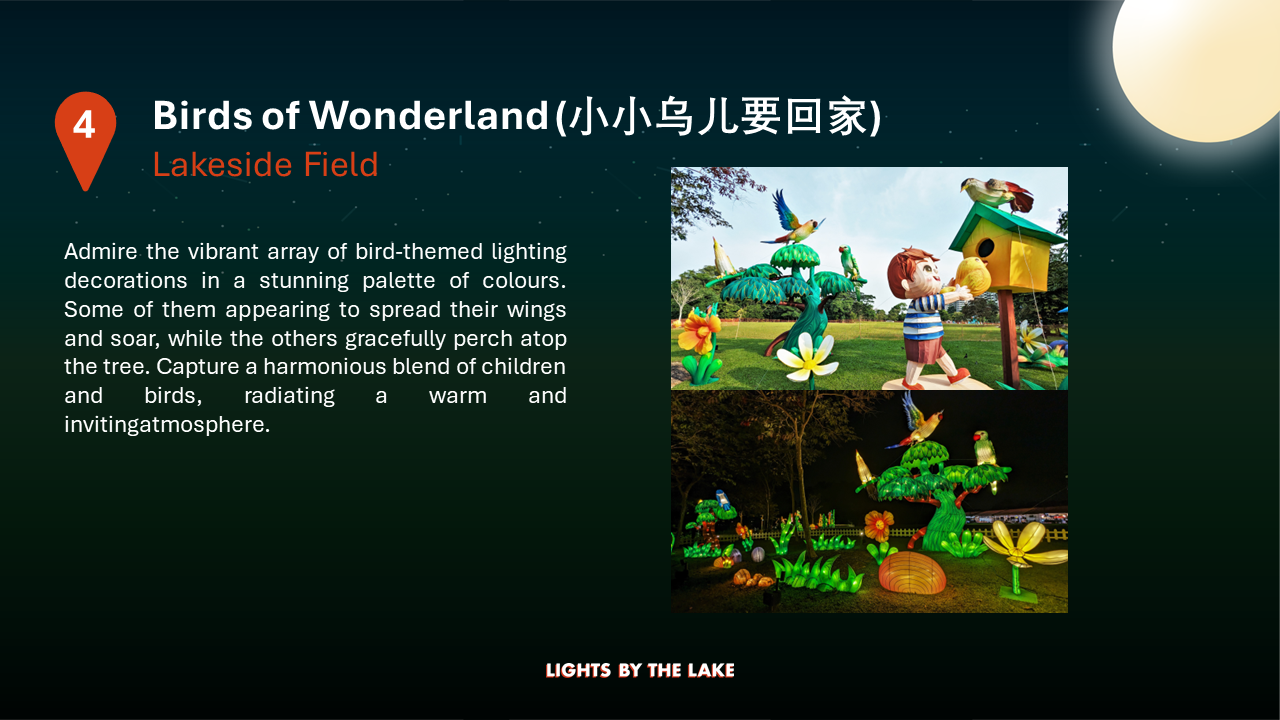 4
Birds of Wonderland (小小乌儿要回家)
Lakeside Field
Admire the vibrant array of bird-themed lighting
decorations in a stunning palette of colours.
Some of them appearing to spread their wings
and soar, while the others gracefully perch atop
the tree. Capture a harmonious blend of children
and birds, radiating a warm and
invitingatmosphere.
LIGHTS BY THE LAKE